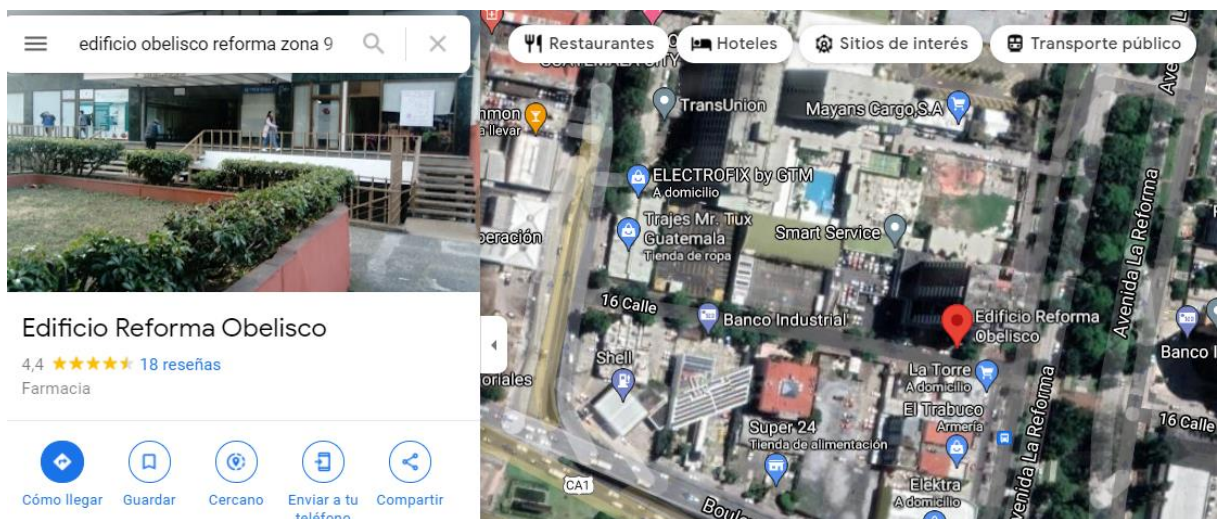 edificio obelisco reforma zona 9
Edificio Reforma Obelisco
4,4
18 reseñas
Farmacia
Cómo llegar
Guardar
Cercano
Enviar a tu
teléfono
Compartir
Restaurantes
Hoteles
Sitios de interés
Transporte público
TransUnion
Mayans Cargo,S.A
ELECTROFIX by GTM
A domicilio
Trajes Mr. Tux
Guatemala
Tienda de ropa
Smart Service
16 Calle
Banco Industrial
Edificio Reforma
Obelisco
Shell
La Torre
A domicilio
El Trabuco
Armería
Super 24
Tienda de alimentación
Elektra
A domicilio
CA1
Avenida La Reforma
Avenida La Reforma
16 Calle